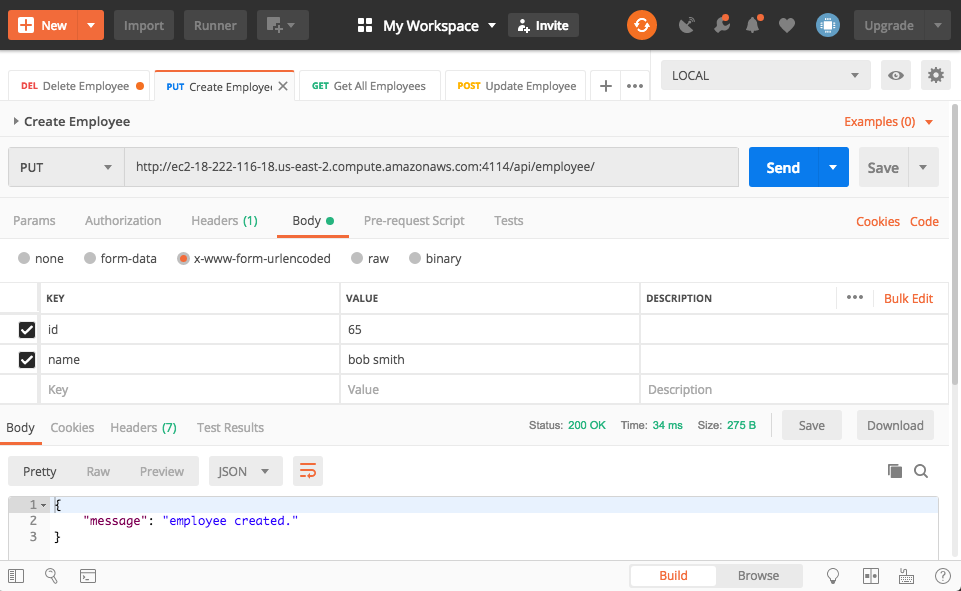 New Import Runner My Workspace Invite Upgrade
DEL Delete Employee PUT Create Employe GET Get All Employees POST Update Employee LOCAL
Create Employee Examples (0)
PUT http://ec2-18-222-116-18.us-east-2.compute.amazonaws.com:4114/api/employee/ Send Save
Params Authorization Headers (1) Body Pre-request Script Tests Cookies Code
none form-data x-www-form-urlencoded raw binary
KEY VALUE DESCRIPTION Bulk Edit
id 65
name bob smith
Key Value Description
Body Cookies Headers (7) Test Results Status: 200 OK Time: 34 ms Size: 275 B Save Download
Pretty Raw Preview JSON
1 {
2 "message": "employee created."
3 }
Build Browse